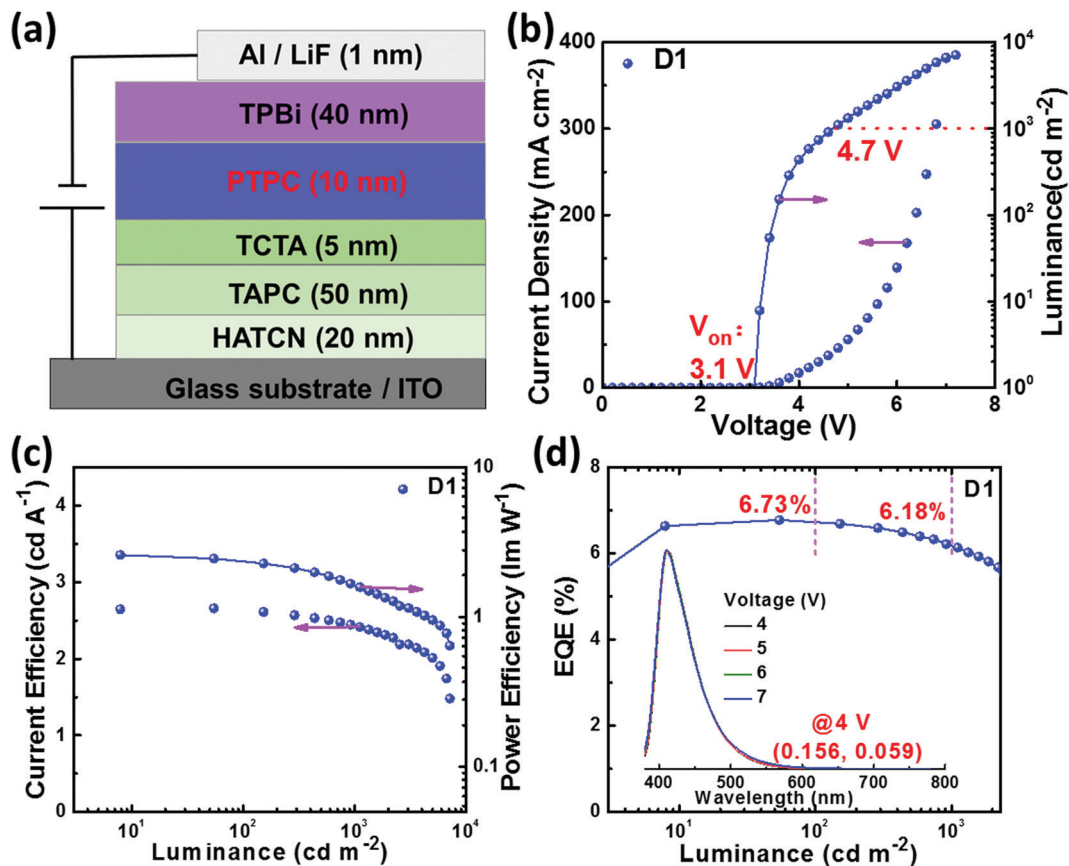 (a)
Al / LiF (1 nm)
TPBi (40 nm)
PTPC (10 nm)
TCTA (5 nm)
TAPC (50 nm)
HATCN (20 nm)
Glass substrate / ITO
(b)
D1
4.7 V
V_on:
3.1 V
Current Density (mA cm-2)
400
300
200
100
0
Luminance(cd m⁻²)
10⁴
10³
10²
10¹
10⁰
0 2 4 6 8
Voltage (V)
(c)
D1
Current Efficiency (cd A⁻¹)
4
3
2
1
0
Power Efficiency (lm W⁻¹)
10
1
0.1
10¹ 10² 10³ 10⁴
Luminance (cd m⁻²)
(d)
D1
6.73%
6.18%
EQE (%)
8
6
4
2
0
Voltage (V)
4
5
6
7
@4 V
(0.156, 0.059)
400 500 600 700 800
Wavelength (nm)
10¹ 10² 10³
Luminance (cd m⁻²)